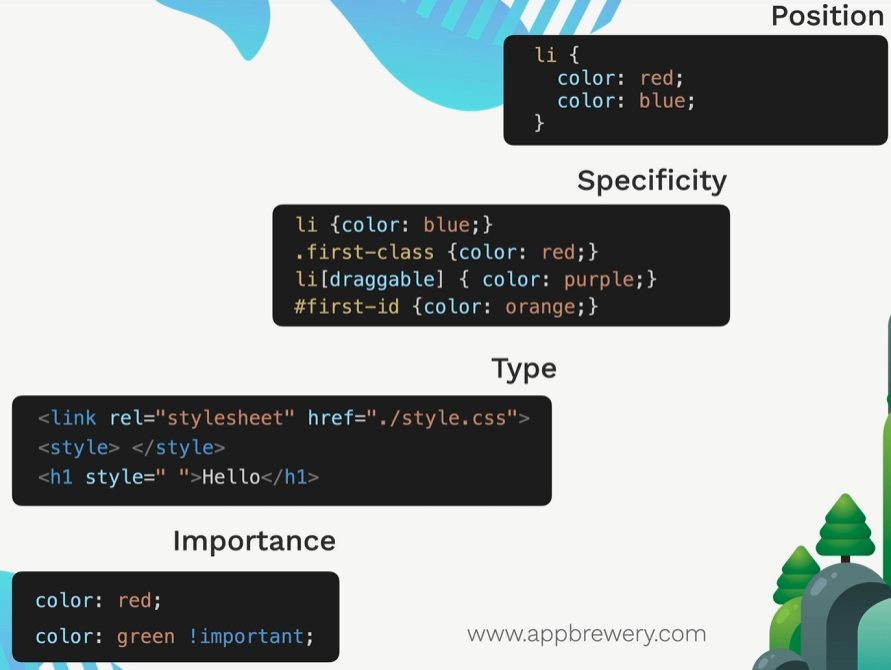 Position
li {
  color: red;
  color: blue;
}
Specificity
li {color: blue;}
.first-class {color: red;}
li[draggable] { color: purple;}
#first-id {color: orange;}
Type
<link rel="stylesheet" href="./style.css">
<style> </style>
<h1 style=" ">Hello</h1>
Importance
color: red;
color: green !important;
www.appbrewery.com